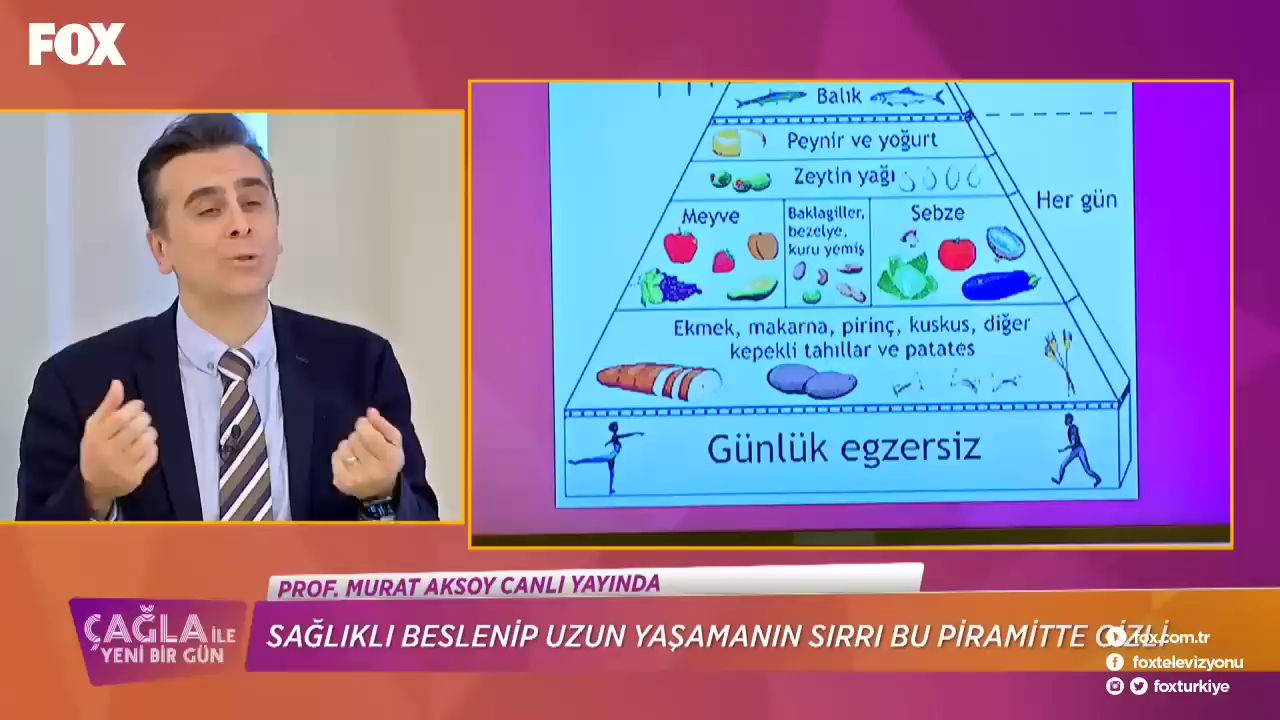 FOX
Balık
Peynir ve yoğurt
Zeytin yağı
Her gün
Meyve
Baklagiller,
bezelye,
kuru yemiş
Sebze
Ekmek, makarna, pirinç, kuskus, diğer
kepekli tahıllar ve patates
Günlük egzersiz
PROF. MURAT AKSOY CANLI YAYINDA
ÇAĞLA İLE
YENİ BİR GÜN
SAĞLIKLI BESLENİP UZUN YAŞAMANIN SIRRI BU PİRAMİTTE GİZLİ
fox.com.tr
foxtelevizyonu
foxturkiye